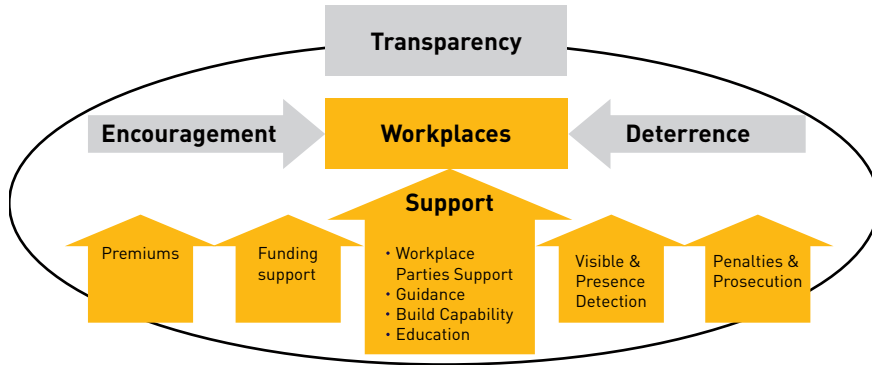 Transparency
Encouragement
Workplaces
Deterrence
Support
Premiums
Funding
support
• Workplace
Parties Support
• Guidance
• Build Capability
• Education
Visible &
Presence
Detection
Penalties &
Prosecution